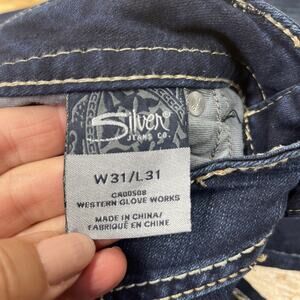 Silver
JEANS CO.
W31/L31
CA00508
WESTERN GLOVE WORKS
MADE IN CHINA/
FABRIQUÉ EN CHINE